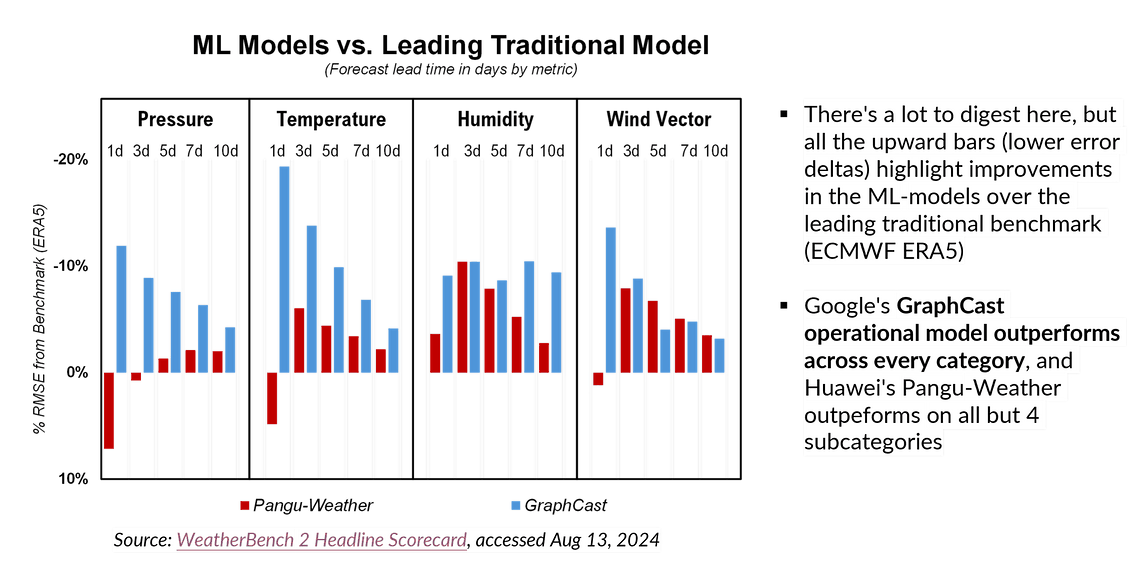 ML Models vs. Leading Traditional Model
(Forecast lead time in days by metric)
Pressure
Temperature
Humidity
Wind Vector
1d 3d 5d 7d 10d
1d 3d 5d 7d 10d
1d 3d 5d 7d 10d
1d 3d 5d 7d 10d
-20%
-10%
0%
10%
% RMSE from Benchmark (ERA5)
Pangu-Weather
GraphCast
Source: WeatherBench 2 Headline Scorecard, accessed Aug 13, 2024
▪ There's a lot to digest here, but
all the upward bars (lower error
deltas) highlight improvements
in the ML-models over the
leading traditional benchmark
(ECMWF ERA5)
▪ Google's GraphCast
operational model outperforms
across every category, and
Huawei's Pangu-Weather
outpeforms on all but 4
subcategories